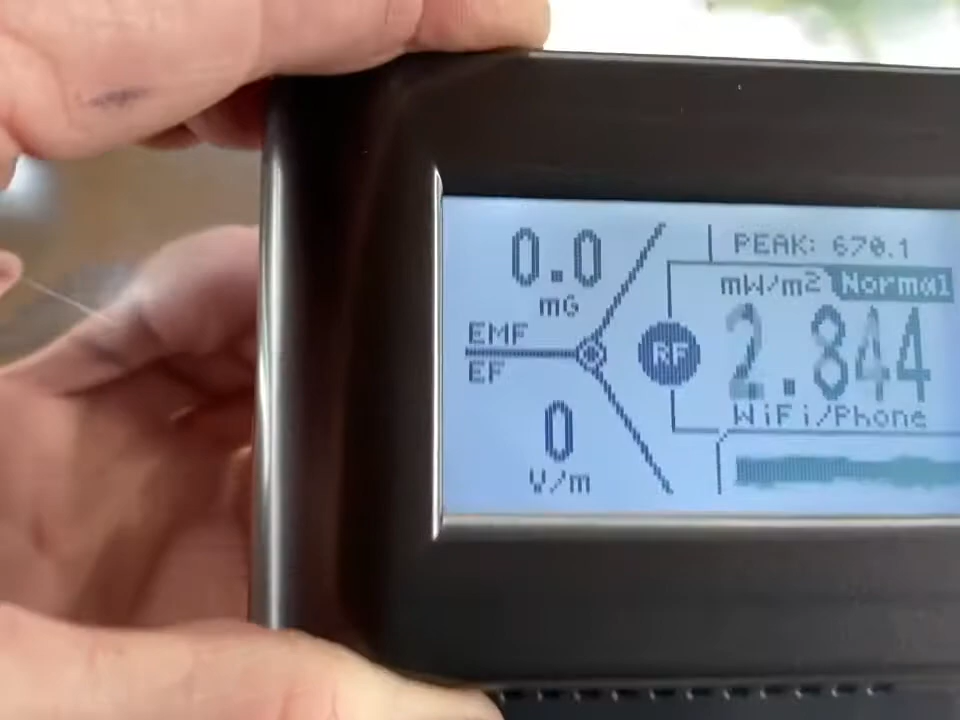 0.0
mG
EMF
EF
0
V/m
PEAK: 670.1
mW/m2 Normal
RF
2.844
WiFi/Phone